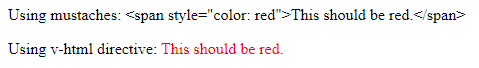 Using mustaches: <span style="color: red">This should be red.</span>
Using v-html directive: This should be red.